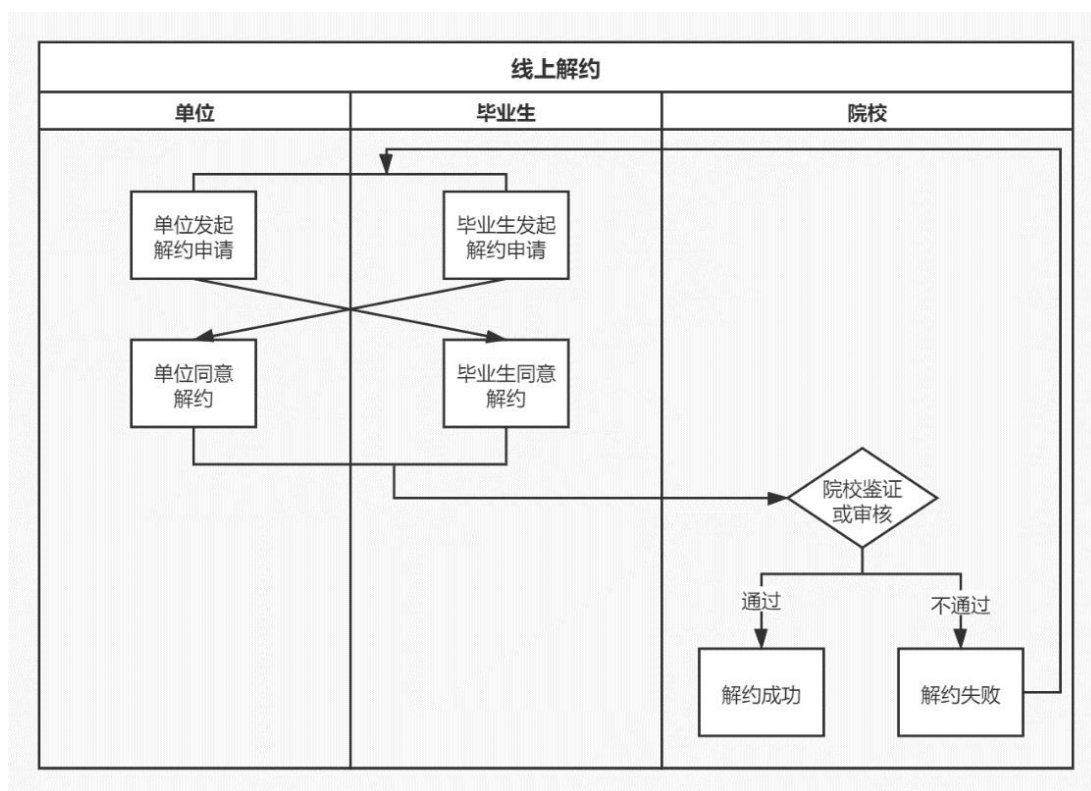 线上解约
单位
毕业生
院校
单位发起
解约申请
毕业生发起
解约申请
单位同意
解约
毕业生同意
解约
院校鉴证
或审核
通过
不通过
解约成功
解约失败